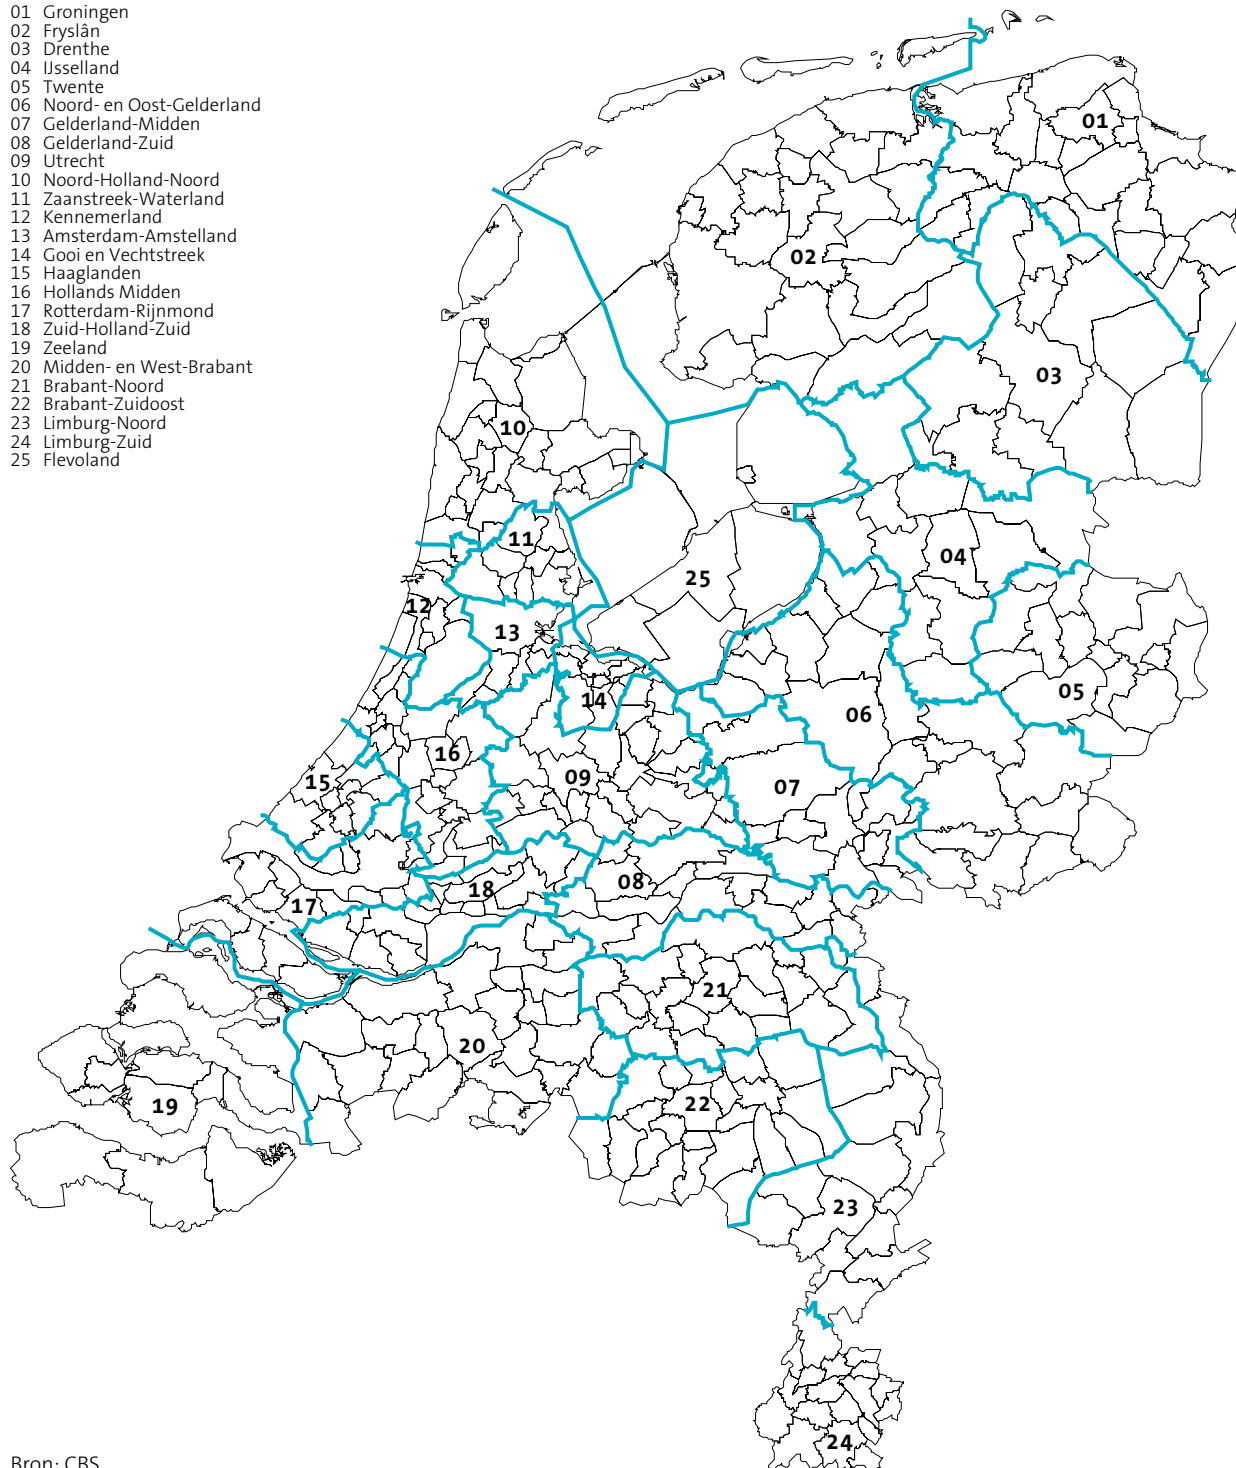 01 Groningen
02 Fryslân
03 Drenthe
04 IJsselland
05 Twente
06 Noord- en Oost-Gelderland
07 Gelderland-Midden
08 Gelderland-Zuid
09 Utrecht
10 Noord-Holland-Noord
11 Zaanstreek-Waterland
12 Kennemerland
13 Amsterdam-Amstelland
14 Gooi en Vechtstreek
15 Haaglanden
16 Hollands Midden
17 Rotterdam-Rijnmond
18 Zuid-Holland-Zuid
19 Zeeland
20 Midden- en West-Brabant
21 Brabant-Noord
22 Brabant-Zuidoost
23 Limburg-Noord
24 Limburg-Zuid
25 Flevoland
01
02
03
10
11
04
25
12
13
05
14
06
16
15
09
07
08
18
17
21
20
22
19
23
24
Bron: CBS